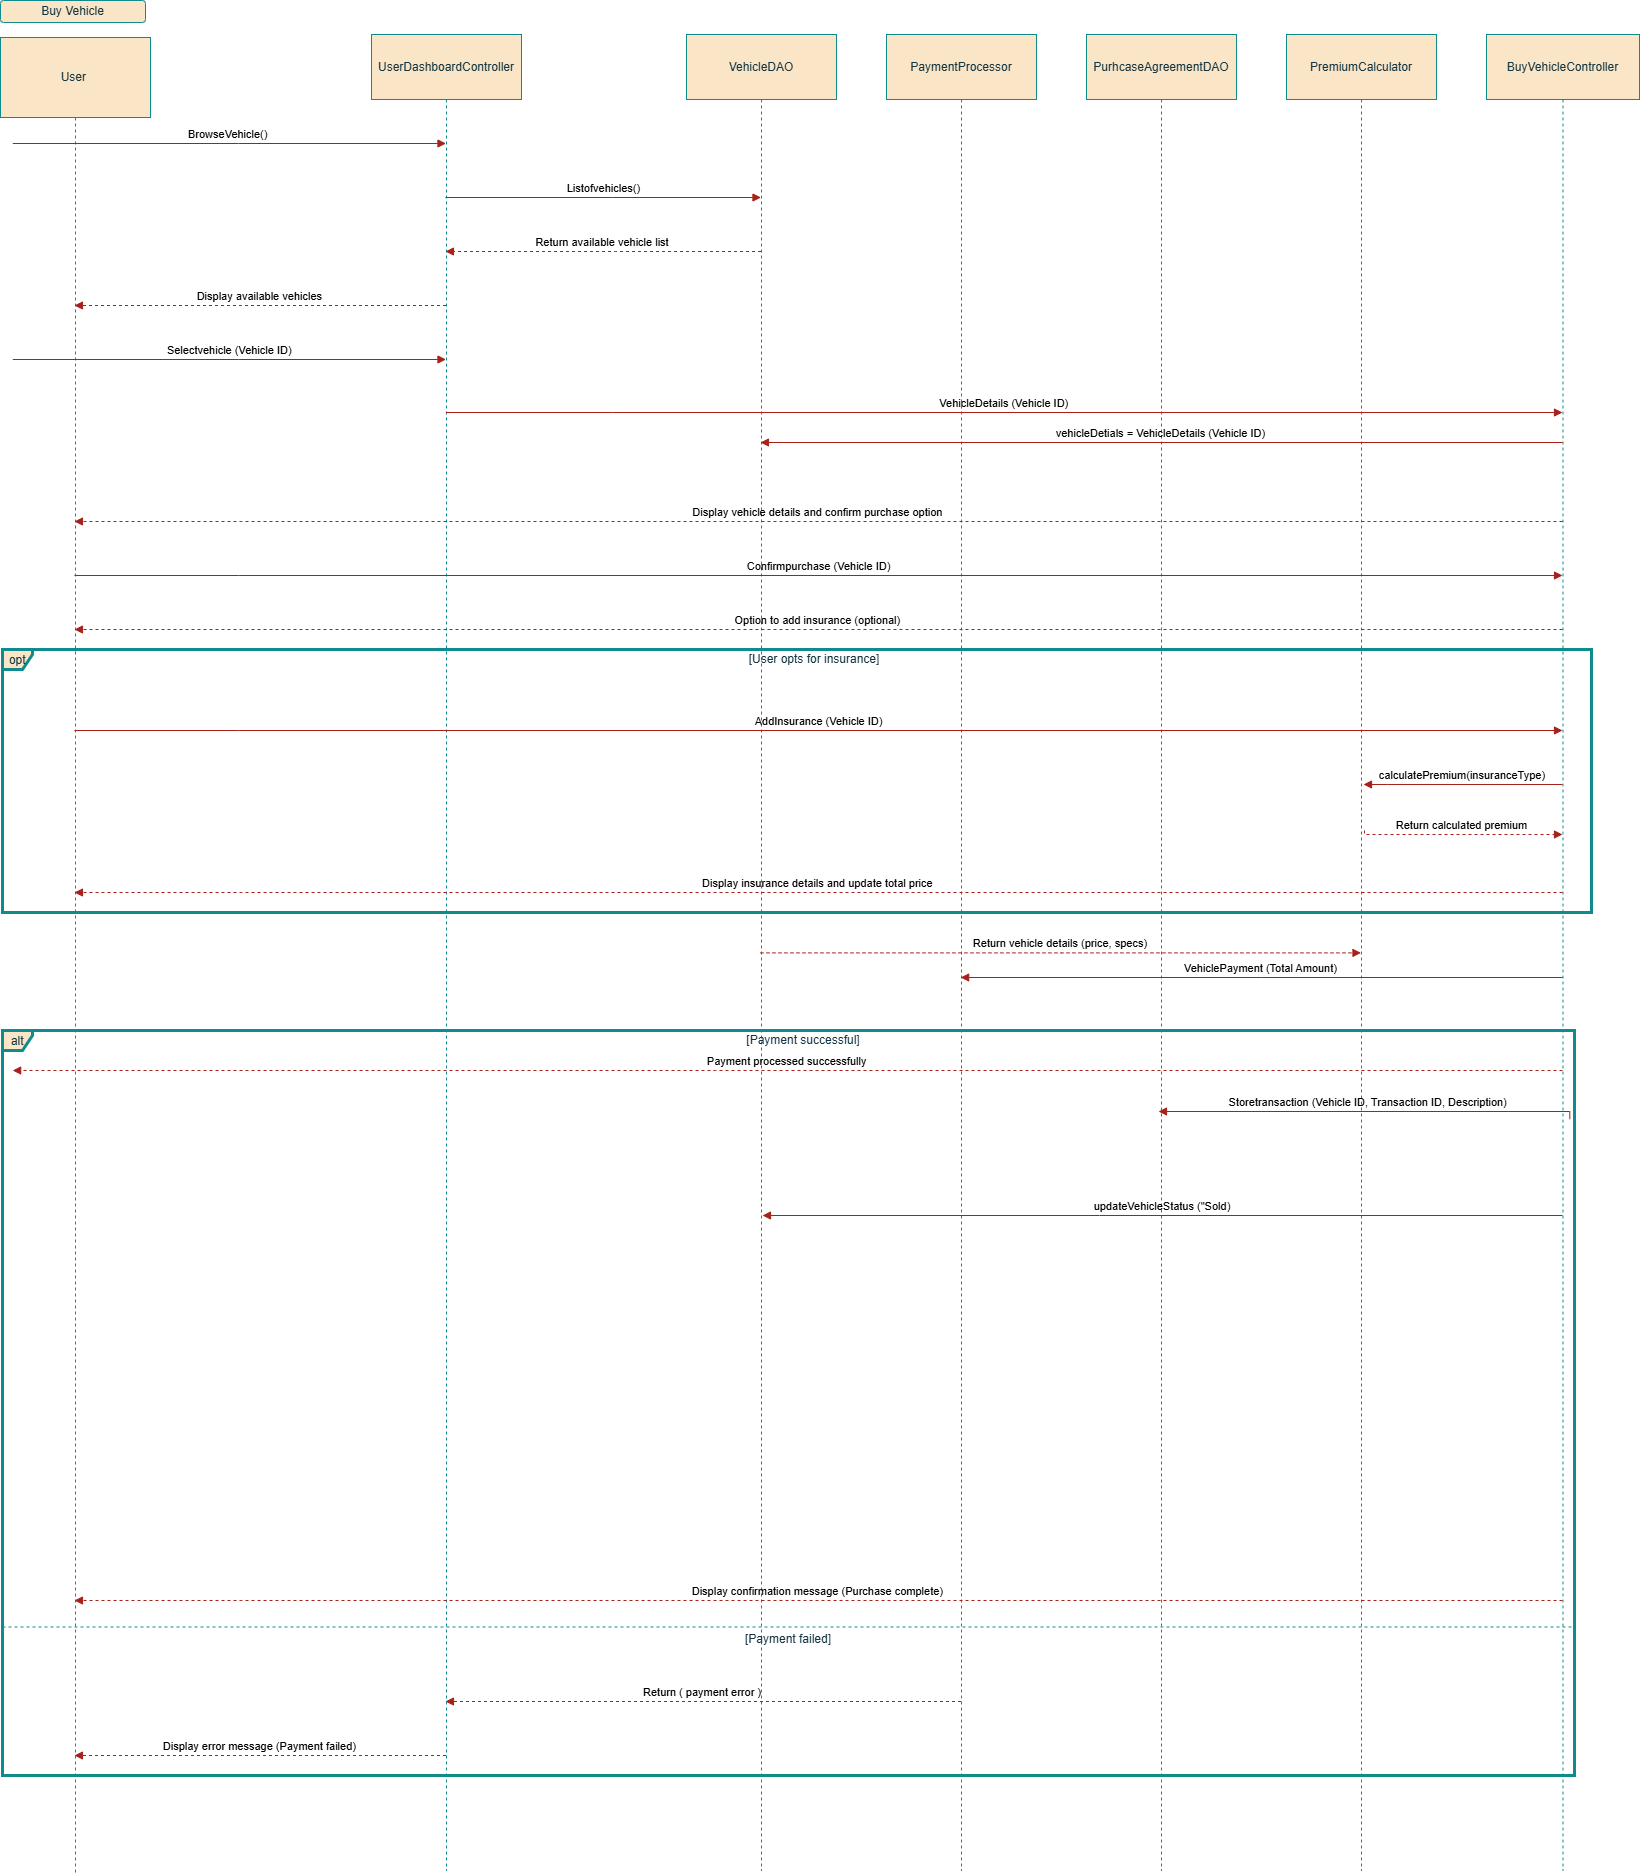 Buy Vehicle
User
UserDashboardController
VehicleDAO
PaymentProcessor
PurhcaseAgreementDAO
PremiumCalculator
BuyVehicleController
BrowseVehicle()
Listofvehicles()
Return available vehicle list
Display available vehicles
Selectvehicle (Vehicle ID)
VehicleDetails (Vehicle ID)
vehicleDetials = VehicleDetails (Vehicle ID)
Display vehicle details and confirm purchase option
Confirmpurchase (Vehicle ID)
Option to add insurance (optional)
opt
[User opts for insurance]
AddInsurance (Vehicle ID)
calculatePremium(insuranceType)
Return calculated premium
Display insurance details and update total price
Return vehicle details (price, specs)
VehiclePayment (Total Amount)
alt
[Payment successful]
Payment processed successfully
Storetransaction (Vehicle ID, Transaction ID, Description)
updateVehicleStatus ("Sold)
Display confirmation message (Purchase complete)
[Payment failed]
Return ( payment error )
Display error message (Payment failed)